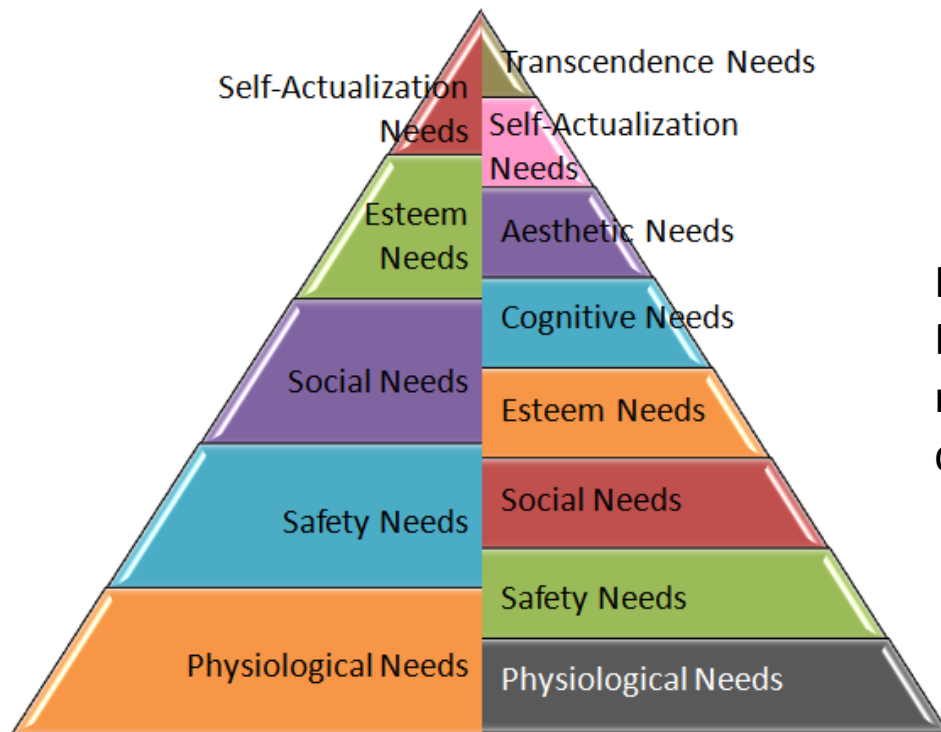 Self-Actualization
Needs
Esteem
Needs
Social Needs
Safety Needs
Physiological Needs
Transcendence Needs
Self-Actualization
Needs
Aesthetic Needs
Cognitive Needs
Esteem Needs
Social Needs
Safety Needs
Physiological Needs